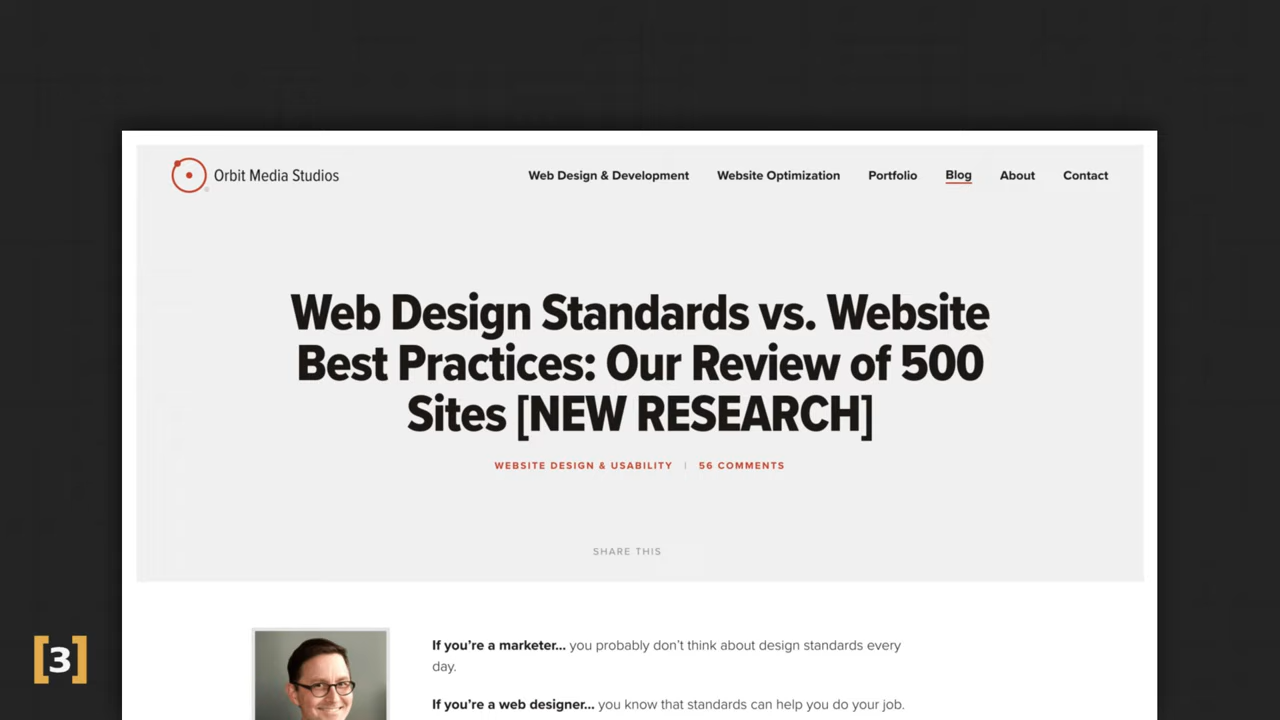 Orbit Media Studios
Web Design & Development Website Optimization Portfolio Blog About Contact
Web Design Standards vs. Website
Best Practices: Our Review of 500
Sites [NEW RESEARCH]
WEBSITE DESIGN & USABILITY | 56 COMMENTS
SHARE THIS
If you’re a marketer... you probably don’t think about design standards every
day.
If you’re a web designer... you know that standards can help you do your job.
[3]